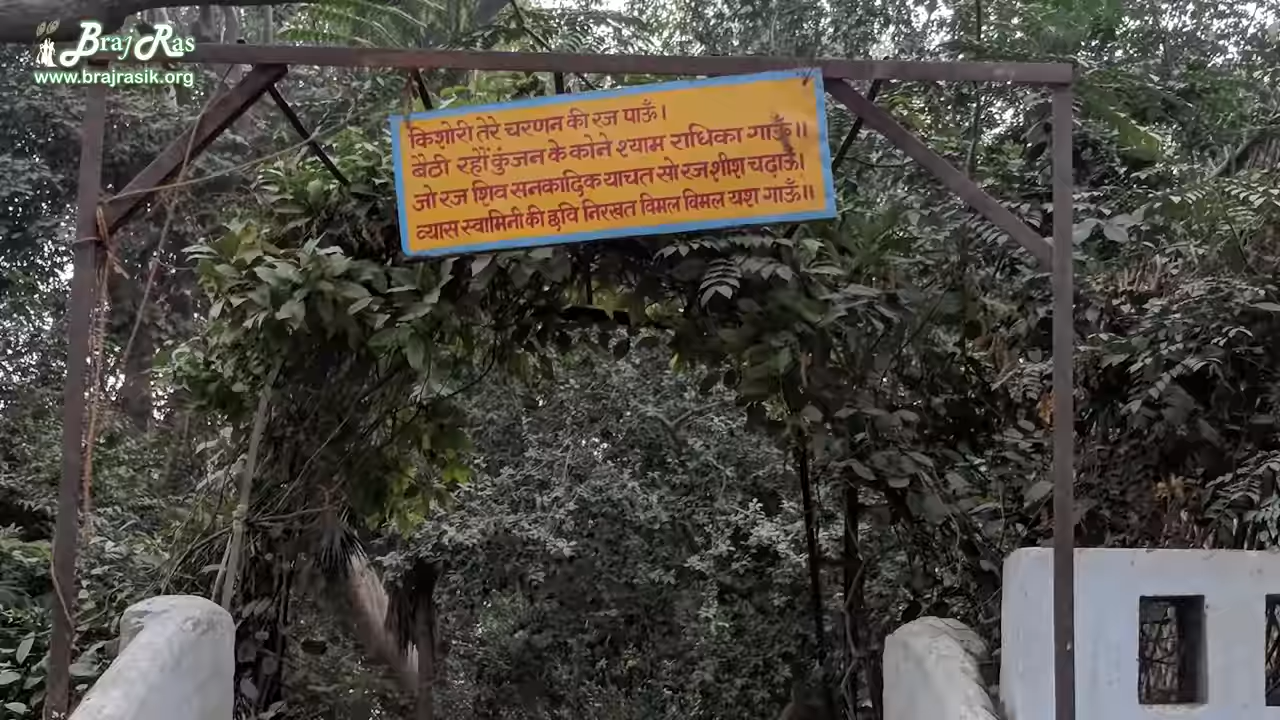 Braj Ras
www.brajrasik.org
किशोरी तेरे चरणन की रज पाऊँ।
बैठी रहौं कुंजन के कोने श्याम राधिका गाऊँ॥
जो रज शिव सनकादिक याचत सो रज शीश चढ़ाऊँ।
व्यास स्वामिनी की छवि निरखत विमल विमल यश गाऊँ॥